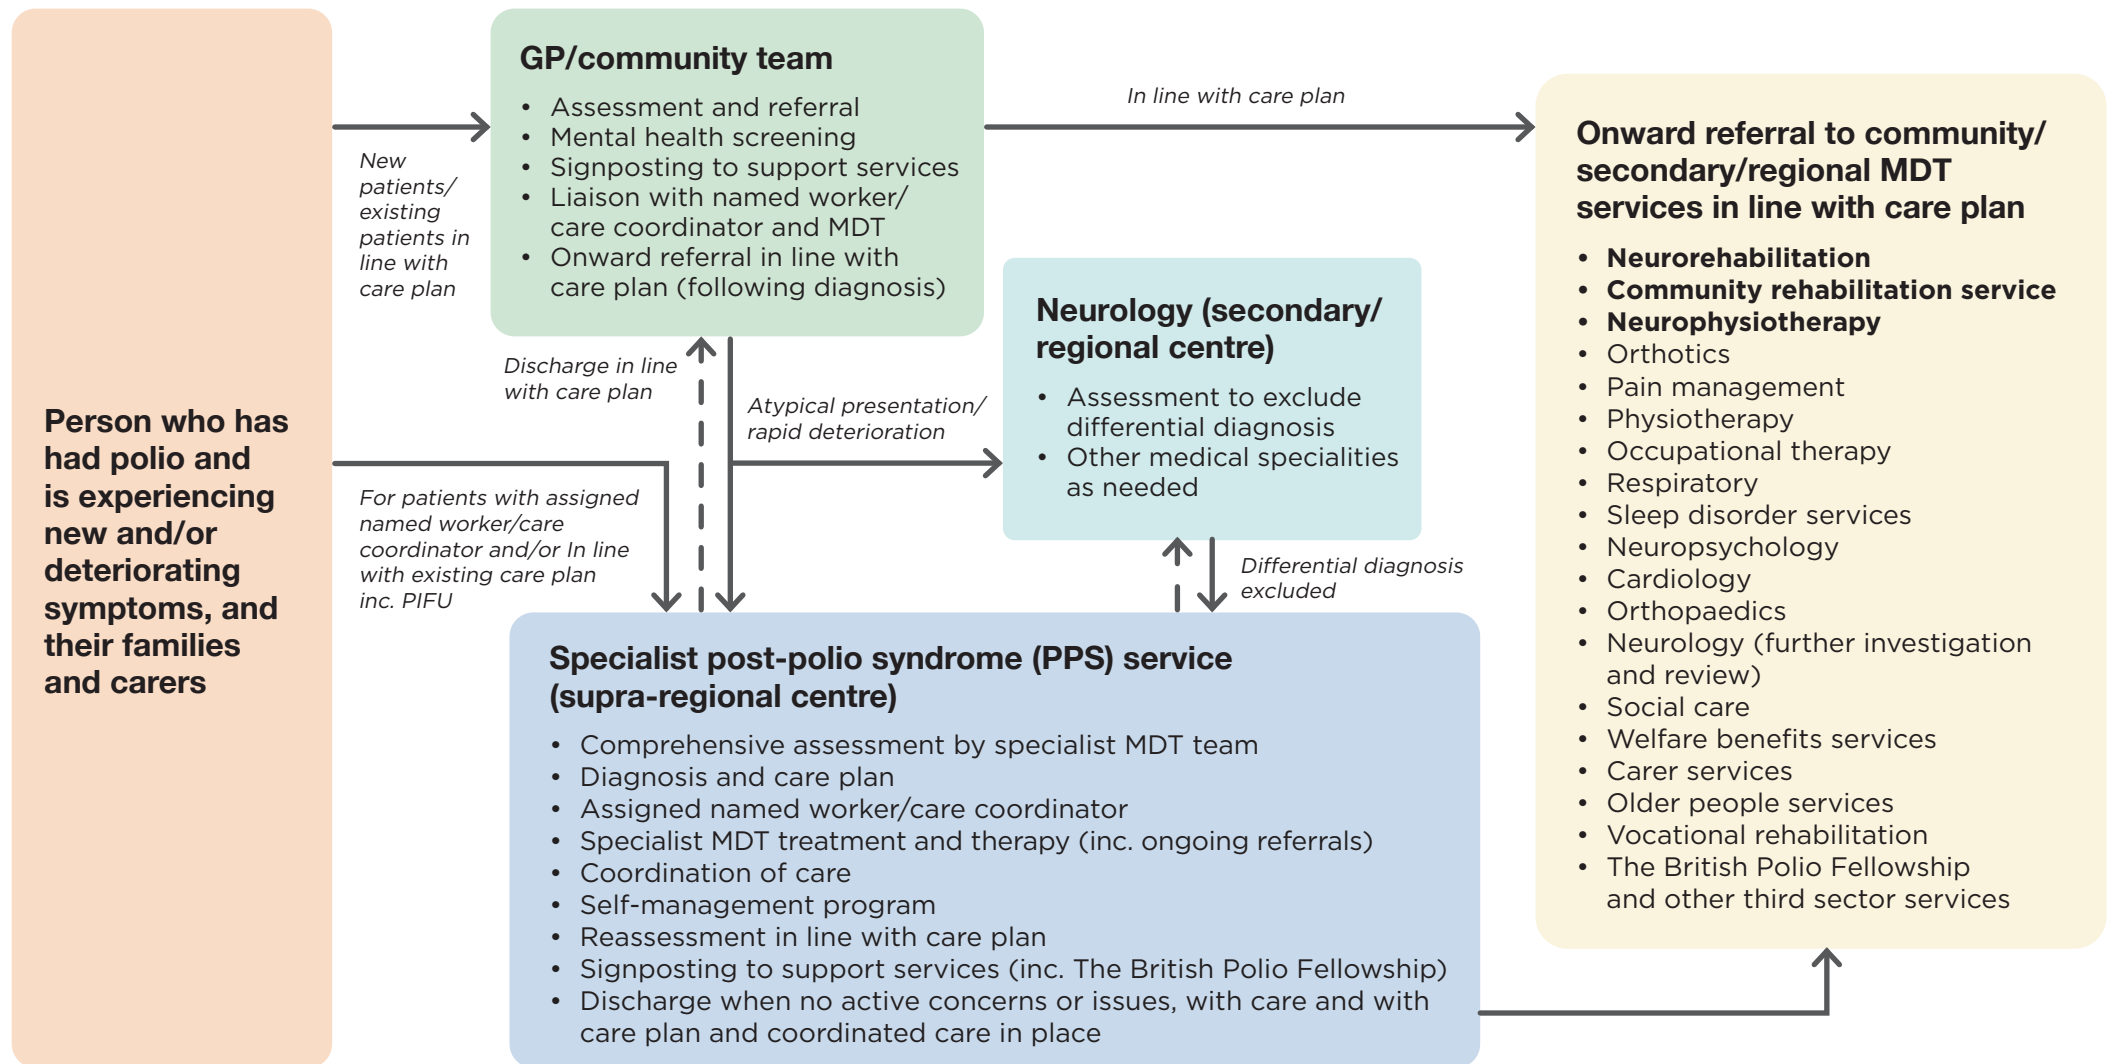 Person who has
had polio and
is experiencing
new and/or
deteriorating
symptoms, and
their families
and carers
New
patients/
existing
patients in
line with
care plan
For patients with assigned
named worker/care
coordinator and/or In line
with existing care plan
inc. PIFU
GP/community team
• Assessment and referral
• Mental health screening
• Signposting to support services
• Liaison with named worker/
care coordinator and MDT
• Onward referral in line with
care plan (following diagnosis)
Discharge in line
with care plan
Atypical presentation/
rapid deterioration
In line with care plan
Neurology (secondary/
regional centre)
• Assessment to exclude
differential diagnosis
• Other medical specialities
as needed
Differential diagnosis
excluded
Specialist post-polio syndrome (PPS) service
(supra-regional centre)
• Comprehensive assessment by specialist MDT team
• Diagnosis and care plan
• Assigned named worker/care coordinator
• Specialist MDT treatment and therapy (inc. ongoing referrals)
• Coordination of care
• Self-management program
• Reassessment in line with care plan
• Signposting to support services (inc. The British Polio Fellowship)
• Discharge when no active concerns or issues, with care and with
care plan and coordinated care in place
Onward referral to community/
secondary/regional MDT
services in line with care plan
• Neurorehabilitation
• Community rehabilitation service
• Neurophysiotherapy
• Orthotics
• Pain management
• Physiotherapy
• Occupational therapy
• Respiratory
• Sleep disorder services
• Neuropsychology
• Cardiology
• Orthopaedics
• Neurology (further investigation
and review)
• Social care
• Welfare benefits services
• Carer services
• Older people services
• Vocational rehabilitation
• The British Polio Fellowship
and other third sector services